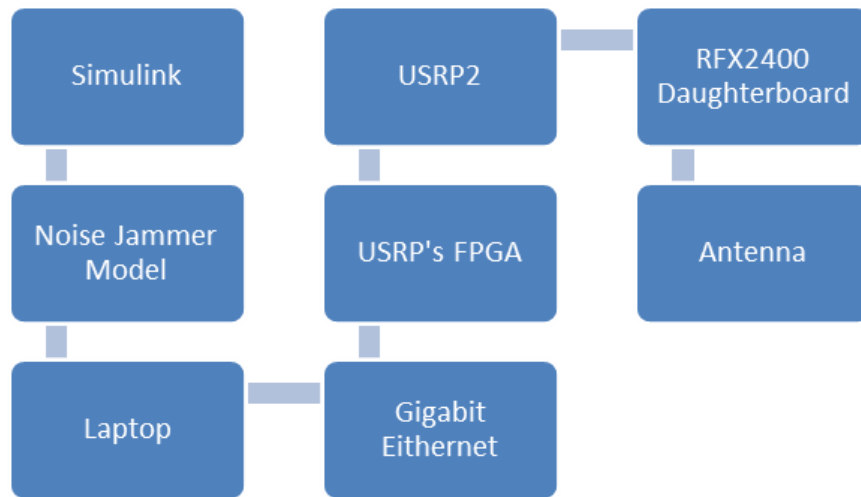 Simulink
Noise Jammer
Model
Laptop
Gigabit
Eithernet
USRP's FPGA
USRP2
RFX2400
Daughterboard
Antenna